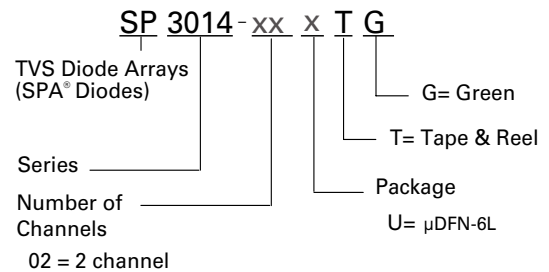 SP 3014-xx x T G
TVS Diode Arrays
(SPA® Diodes)
G= Green
T= Tape & Reel
Series
Package
Number of
Channels
U= µDFN-6L
02 = 2 channel